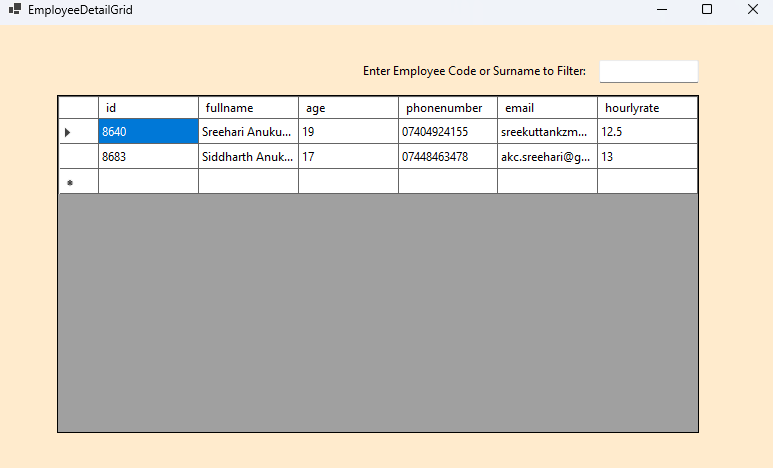 EmployeeDetailGrid
Enter Employee Code or Surname to Filter:
id fullname age phonenumber email hourlyrate
8640 Sreehari Anuku... 19 07404924155 sreekuttankzm... 12.5
8683 Siddharth Anuk... 17 07448463478 akc.sreehari@g... 13